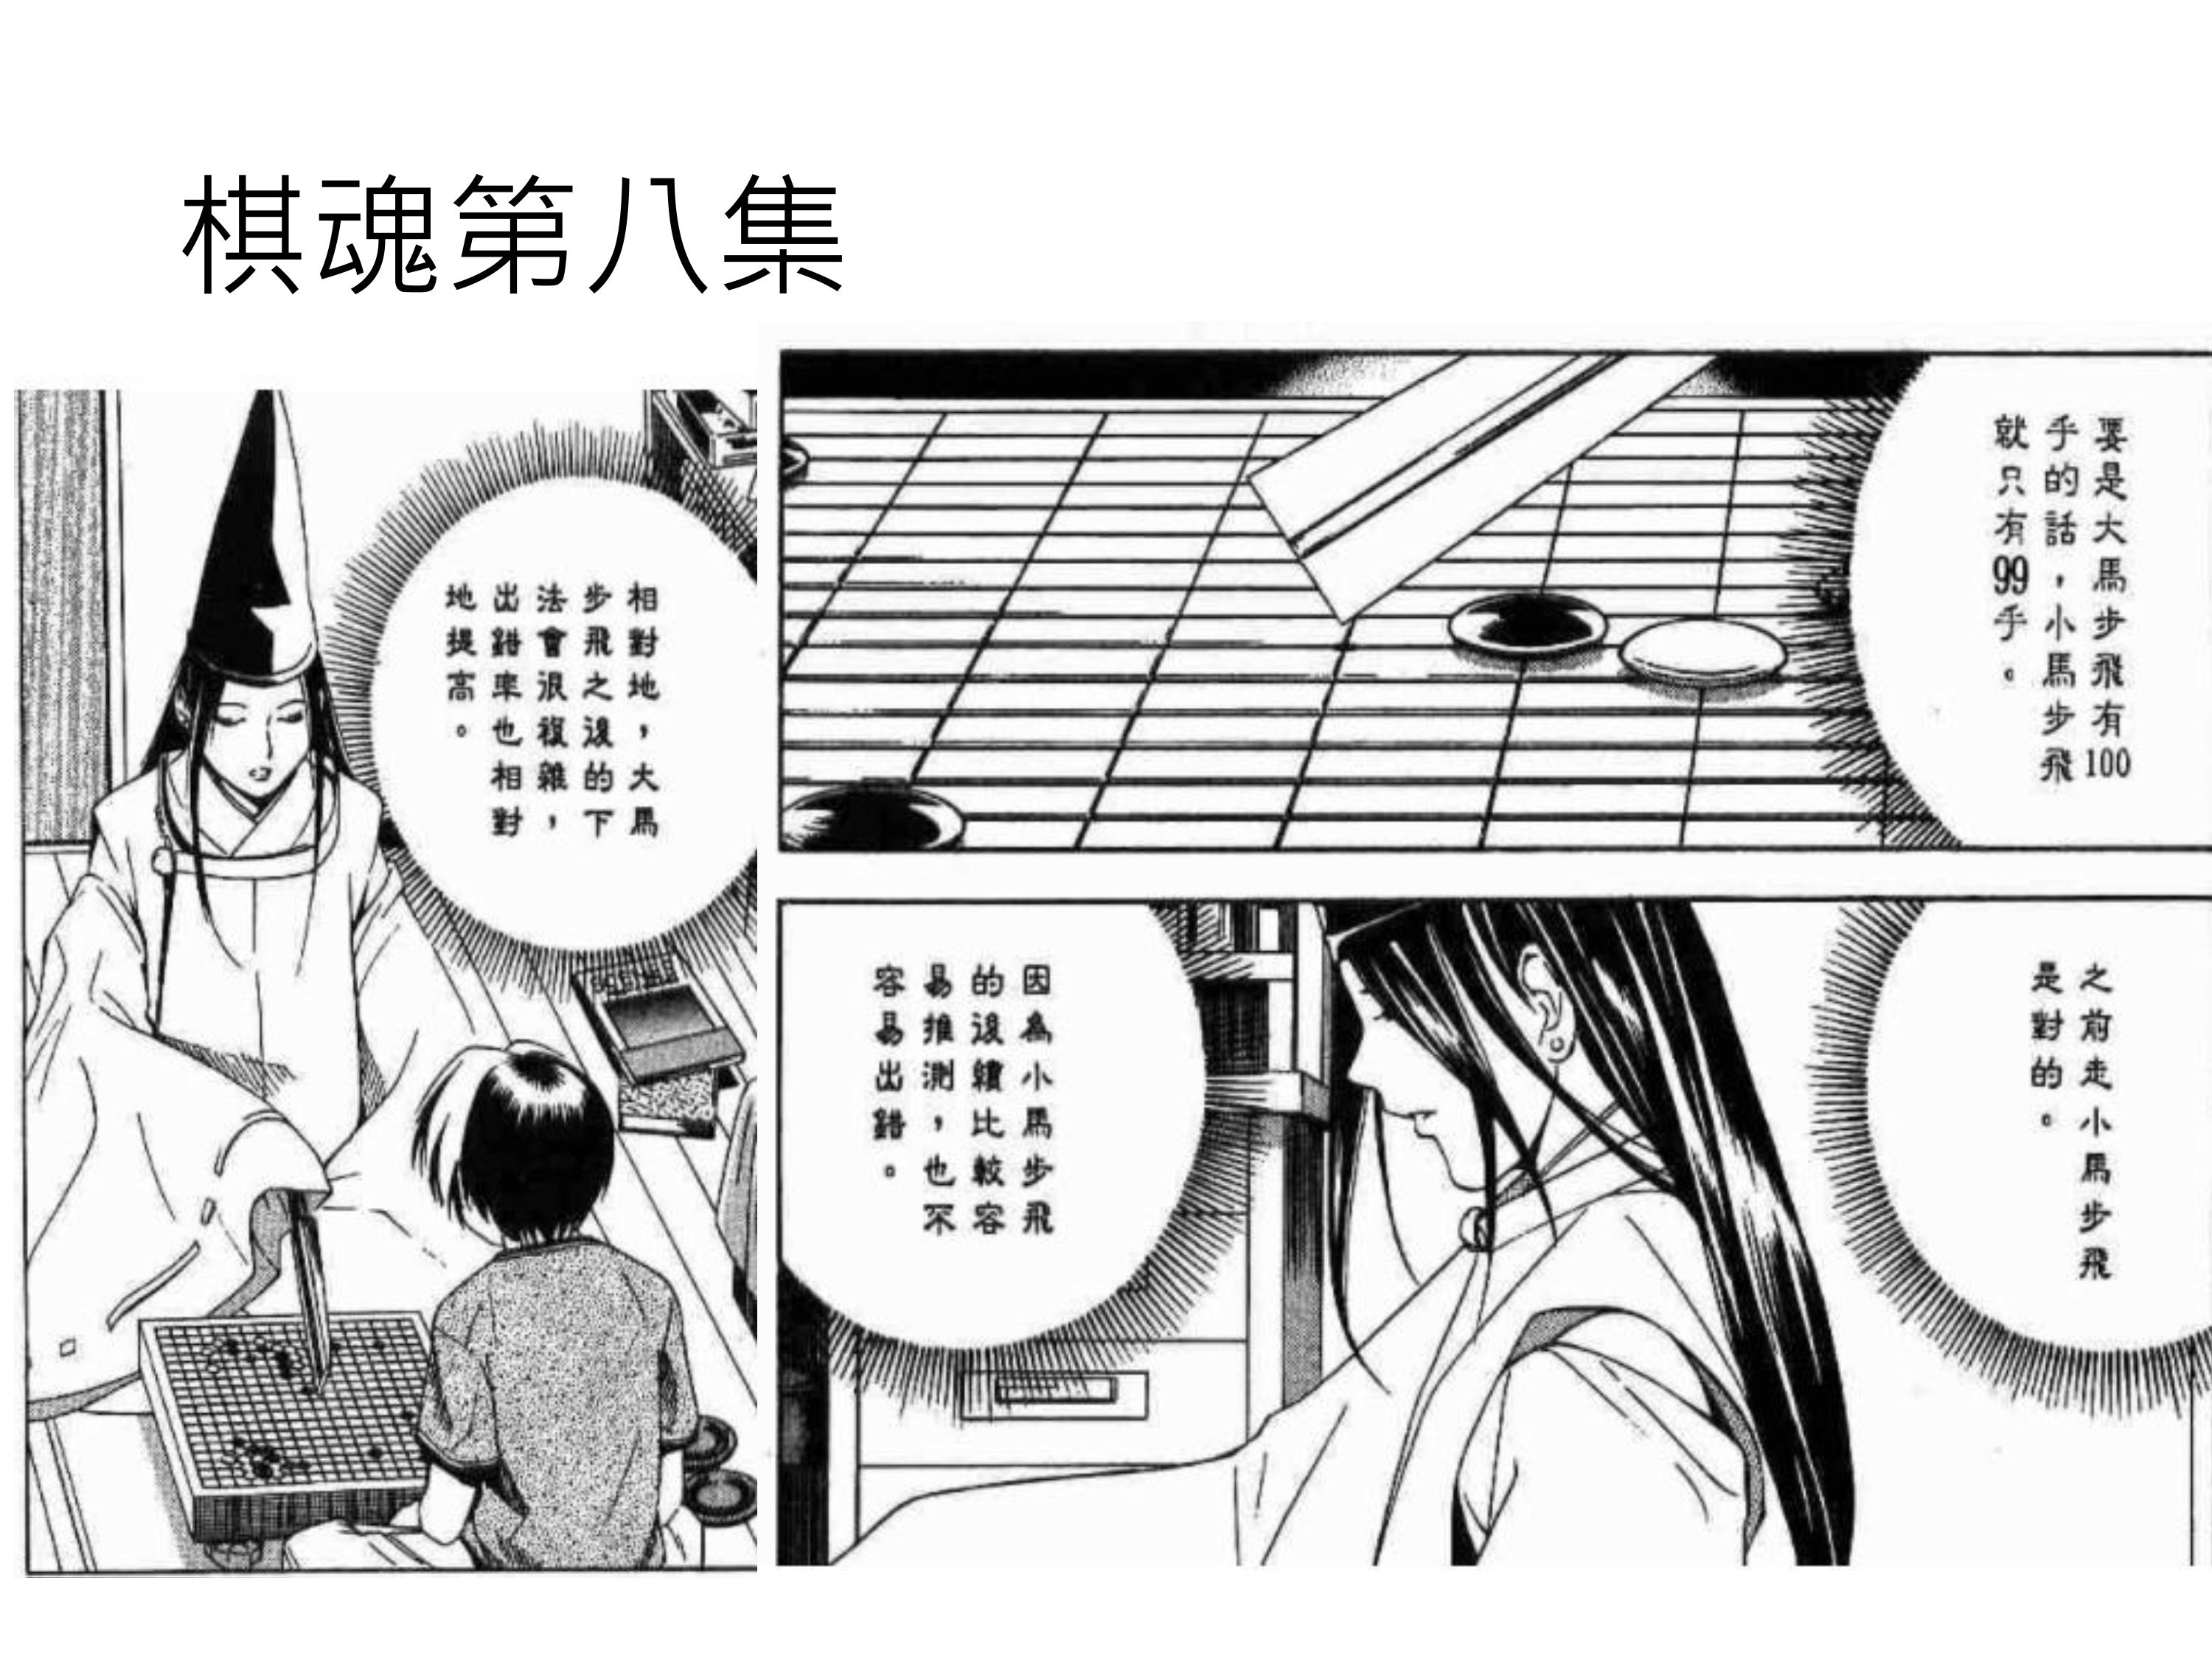 棋魂第八集
要是大馬步飛有100
手的話，小馬步飛
就只有99手。
之前走小馬步飛
是對的。
因為小馬步飛
的後續比較容
易推測，也不
容易出錯。
相對地，大馬
步飛之後的下
法會很複雜，
出錯率也相對
地提高。